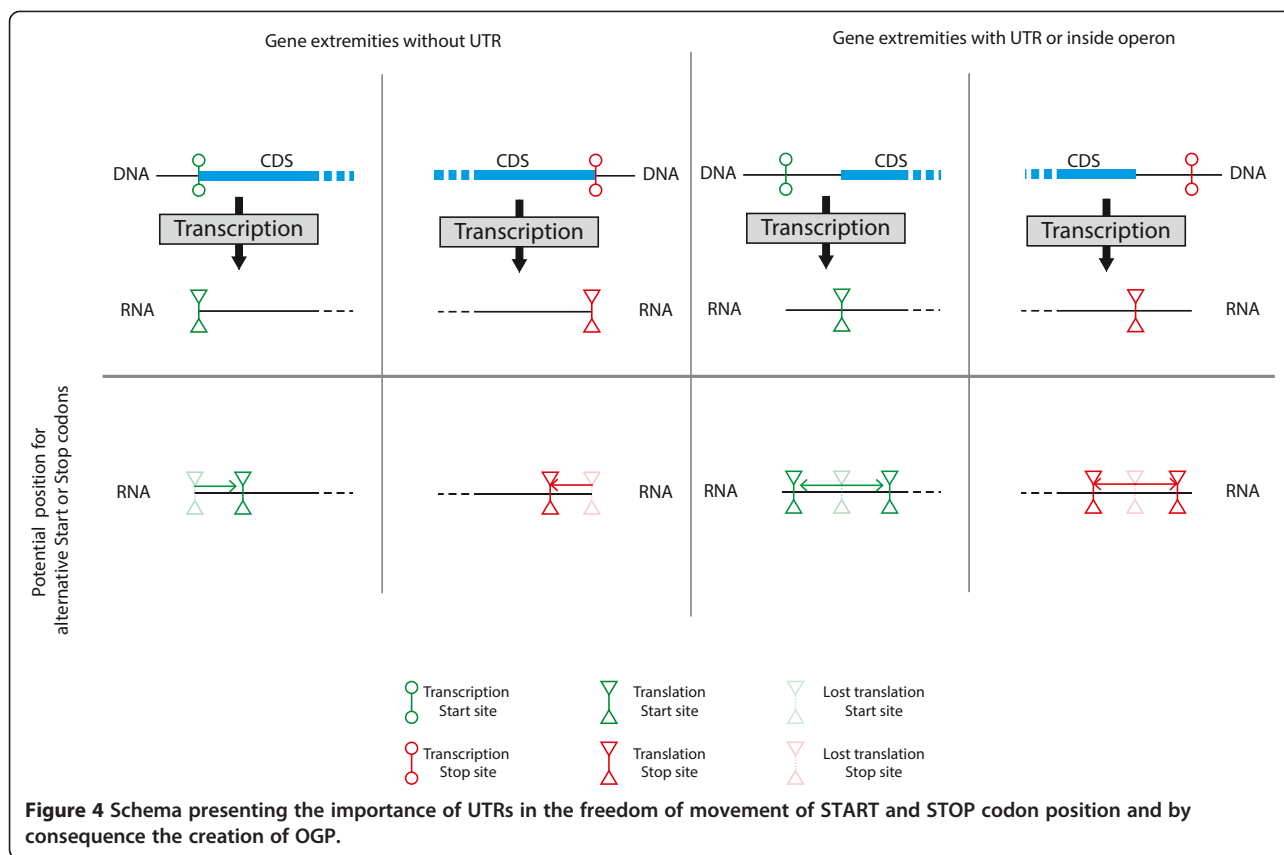 Gene extremities without UTR
Gene extremities with UTR or inside operon
DNA
CDS
CDS
DNA
DNA
CDS
CDS
DNA
Transcription
Transcription
Transcription
Transcription
RNA
RNA
RNA
RNA
Potential position for
alternative Start or Stop codons
RNA
RNA
RNA
RNA
Transcription
Start site
Translation
Start site
Lost translation
Start site
Transcription
Stop site
Translation
Stop site
Lost translation
Stop site
Figure 4 Schema presenting the importance of UTRs in the freedom of movement of START and STOP codon position and by
consequence the creation of OGP.